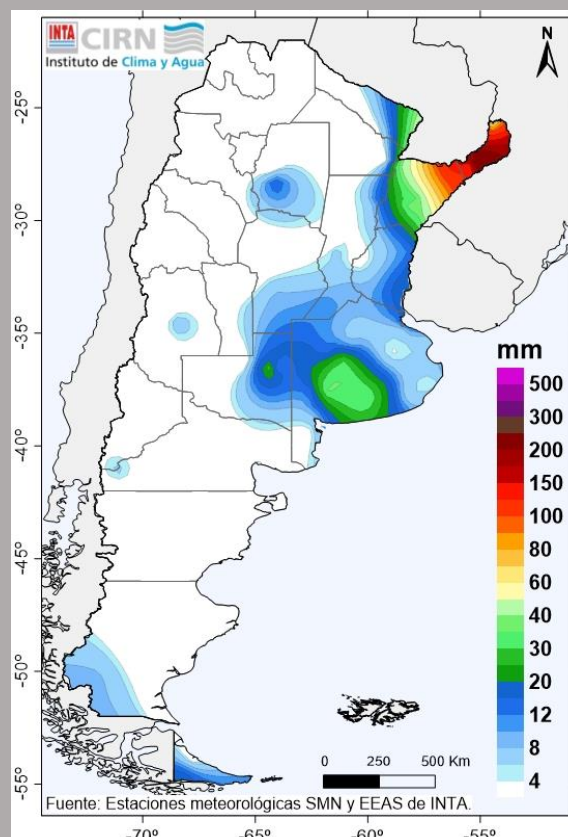 INTA CIRN
Instituto de Clima y Agua
N
-25°
-30°
-35°
-40°
-45°
-50°
-55°
mm
500
300
200
150
100
80
60
40
30
20
12
8
4
0 250 500 Km
Fuente: Estaciones meteorológicas SMN y EEAS de INTA.
-70° -65° -60° -55°